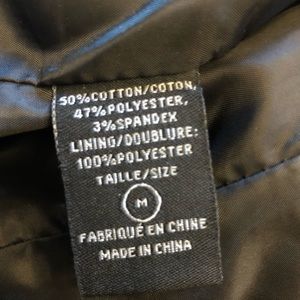 50%COTTON/COTON,
47%POLYESTER,
3%SPANDEX
LINING/DOUBLURE:
100%POLYESTER
TAILLE/SIZE
M
FABRIQUÉ EN CHINE
MADE IN CHINA